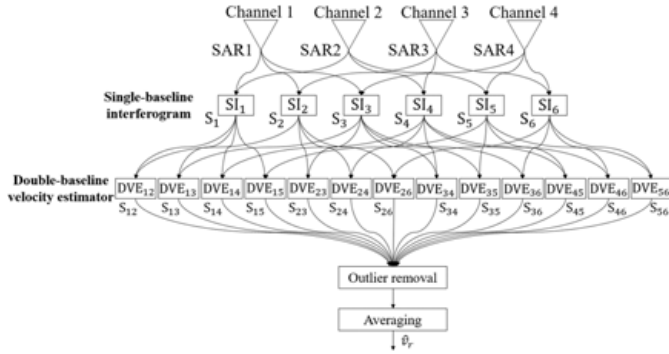 Channel 1 Channel 2 Channel 3 Channel 4
SAR1 SAR2 SAR3 SAR4
Single-baseline
interferogram
SI₁ SI₂ SI₃ SI₄ SI₅ SI₆
S₁ S₂ S₃ S₄ S₅ S₆
Double-baseline
velocity estimator
DVE₁₂ DVE₁₃ DVE₁₄ DVE₁₅ DVE₂₃ DVE₂₄ DVE₂₆ DVE₃₄ DVE₃₅ DVE₃₆ DVE₄₅ DVE₄₆ DVE₅₆
S₁₂ S₁₃ S₁₄ S₁₅ S₂₃ S₂₄ S₂₆ S₃₄ S₃₅ S₃₆ S₄₅ S₄₆ S₅₆
Outlier removal
Averaging
v̂ᵣ